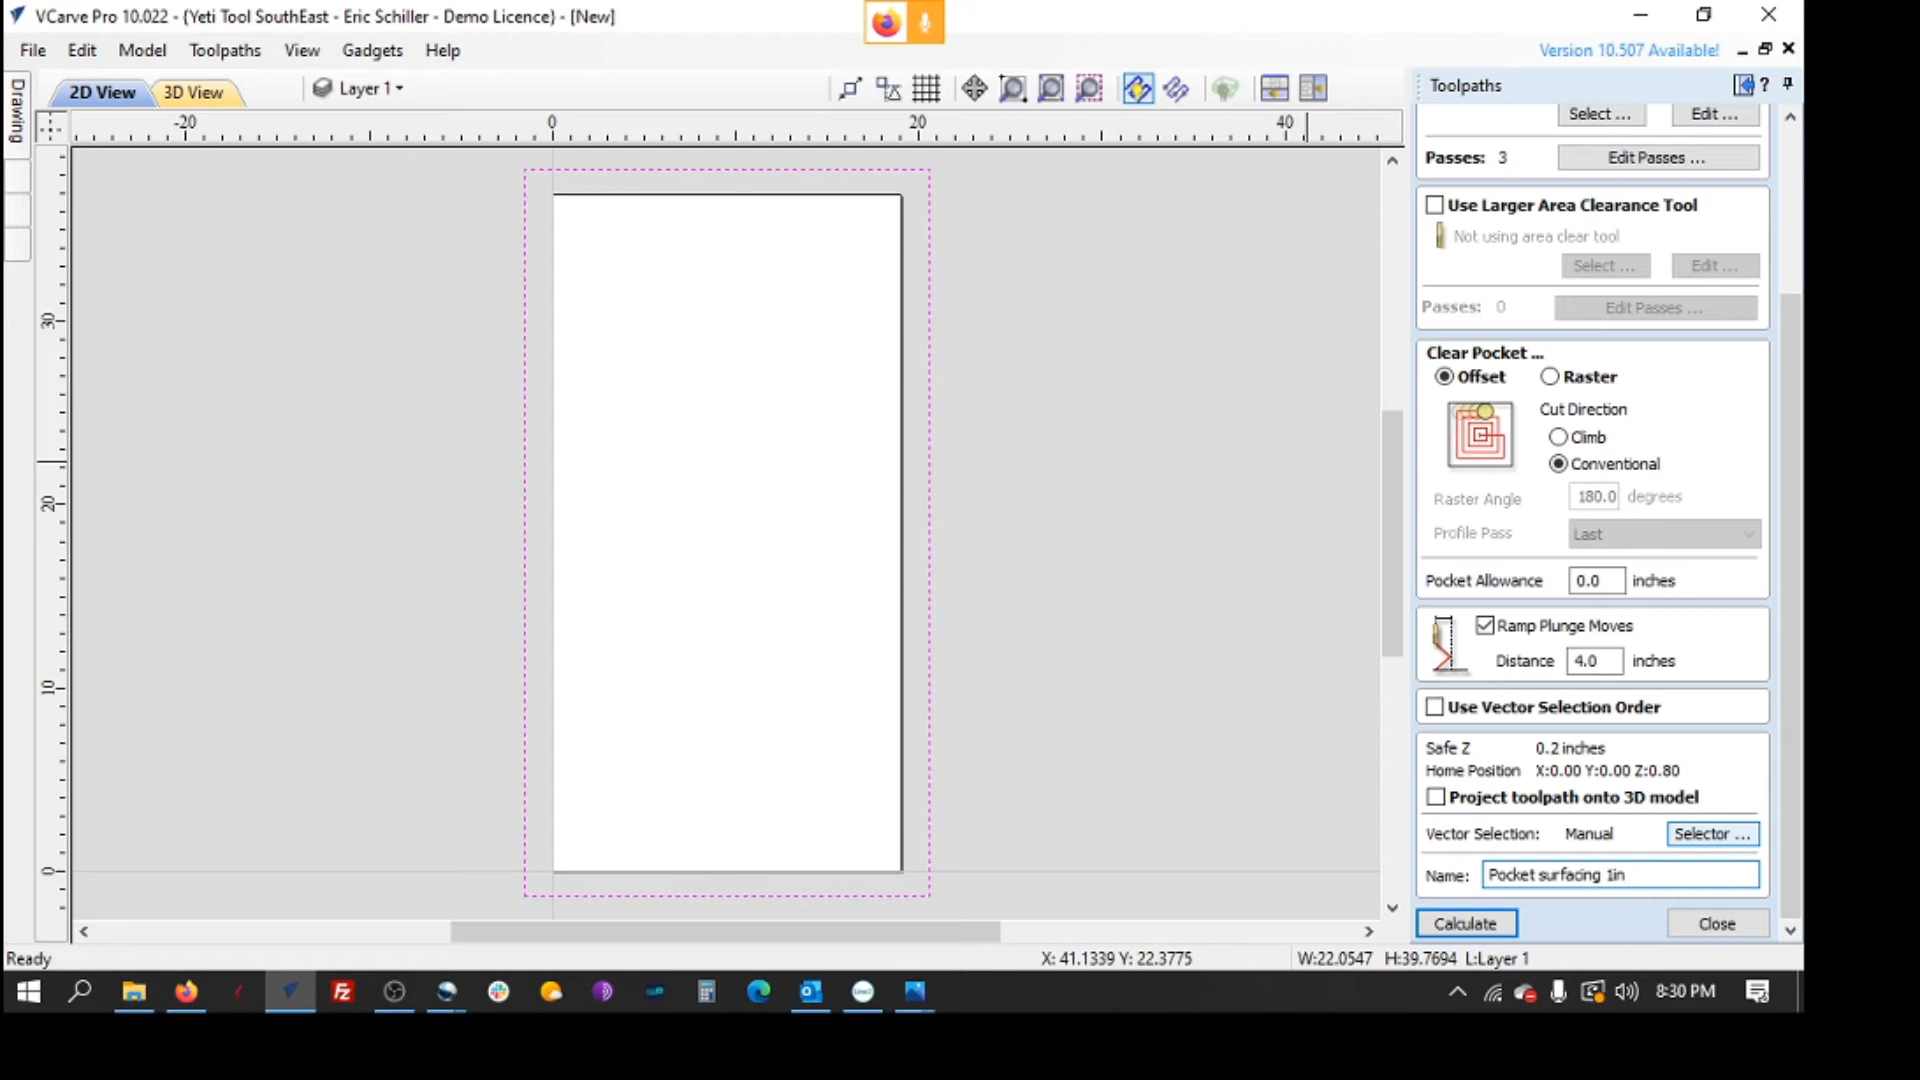 VCarve Pro 10.022 - {Yeti Tool SouthEast - Eric Schiller - Demo Licence} - [New]
File Edit Model Toolpaths View Gadgets Help
Version 10.507 Available!
Drawing
2D View 3D View Layer 1
Toolpaths
?
-20 0 20 40
30
20
10
0
Select ... Edit ...
Passes: 3 Edit Passes ...
Use Larger Area Clearance Tool
Not using area clear tool
Select ... Edit ...
Passes: 0 Edit Passes ...
Clear Pocket ...
Offset Raster
Cut Direction
Climb
Conventional
Raster Angle 180.0 degrees
Profile Pass Last
Pocket Allowance 0.0 inches
Ramp Plunge Moves
Distance 4.0 inches
Use Vector Selection Order
Safe Z 0.2 inches
Home Position X:0.00 Y:0.00 Z:0.80
Project toolpath onto 3D model
Vector Selection: Manual Selector ...
Name: Pocket surfacing 1in
Calculate Close
Ready X: 41.1339 Y: 22.3775 W:22.0547 H:39.7694 L:Layer 1
FZ
8:30 PM